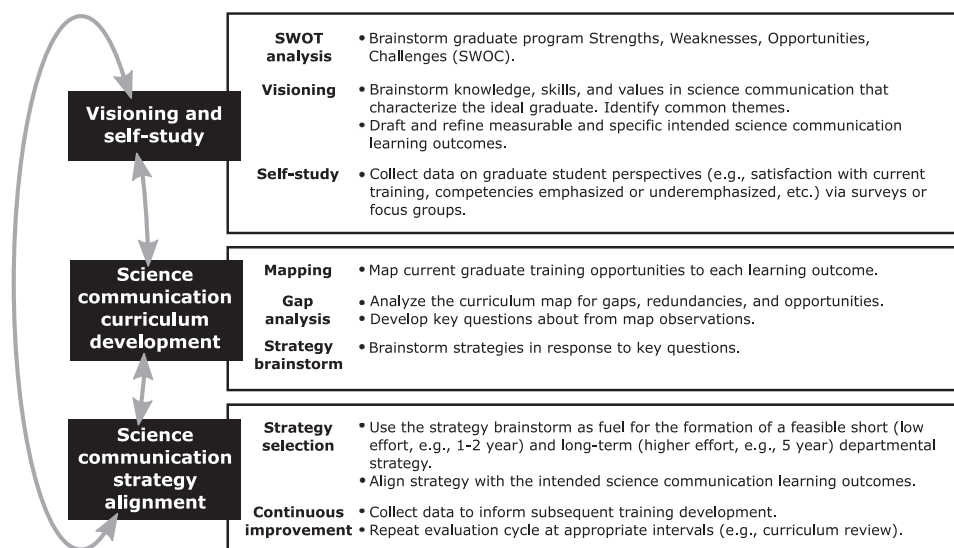 Visioning and
self-study
SWOT
analysis
• Brainstorm graduate program Strengths, Weaknesses, Opportunities,
Challenges (SWOC).
Visioning
• Brainstorm knowledge, skills, and values in science communication that
characterize the ideal graduate. Identify common themes.
• Draft and refine measurable and specific intended science communication
learning outcomes.
Self-study
• Collect data on graduate student perspectives (e.g., satisfaction with current
training, competencies emphasized or underemphasized, etc.) via surveys or
focus groups.
Science
communication
curriculum
development
Mapping
• Map current graduate training opportunities to each learning outcome.
Gap
analysis
• Analyze the curriculum map for gaps, redundancies, and opportunities.
• Develop key questions about from map observations.
Strategy
brainstorm
• Brainstorm strategies in response to key questions.
Science
communication
strategy
alignment
Strategy
selection
• Use the strategy brainstorm as fuel for the formation of a feasible short (low
effort, e.g., 1-2 year) and long-term (higher effort, e.g., 5 year) departmental
strategy.
• Align strategy with the intended science communication learning outcomes.
Continuous
improvement
• Collect data to inform subsequent training development.
• Repeat evaluation cycle at appropriate intervals (e.g., curriculum review).